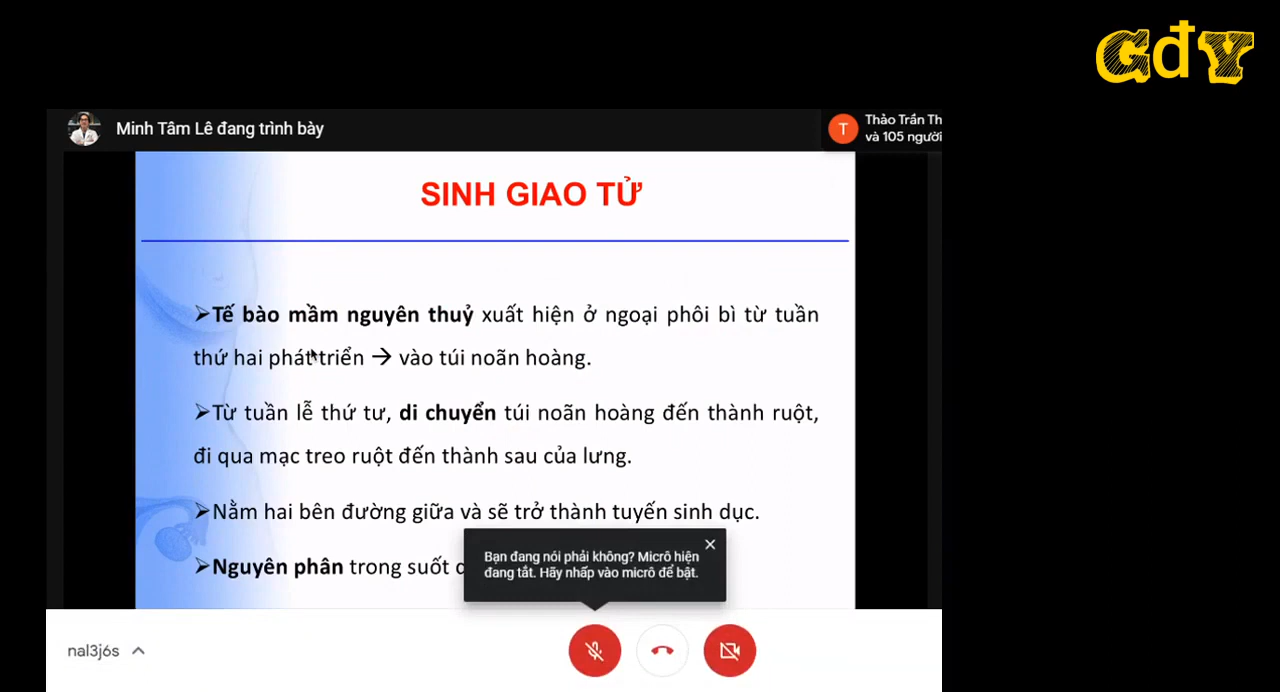 GđY
Minh Tâm Lê đang trình bày
T
Thảo Trần Th
và 105 người
SINH GIAO TỬ
➢Tế bào mầm nguyên thuỷ xuất hiện ở ngoại phôi bì từ tuần
thứ hai phát triển → vào túi noãn hoàng.
➢Từ tuần lễ thứ tư, di chuyển túi noãn hoàng đến thành ruột,
đi qua mạc treo ruột đến thành sau của lưng.
➢Nằm hai bên đường giữa và sẽ trở thành tuyến sinh dục.
➢Nguyên phân trong suốt
Bạn đang nói phải không? Micrô hiện
đang tắt. Hãy nhấp vào micrô để bật.
nal3j6s